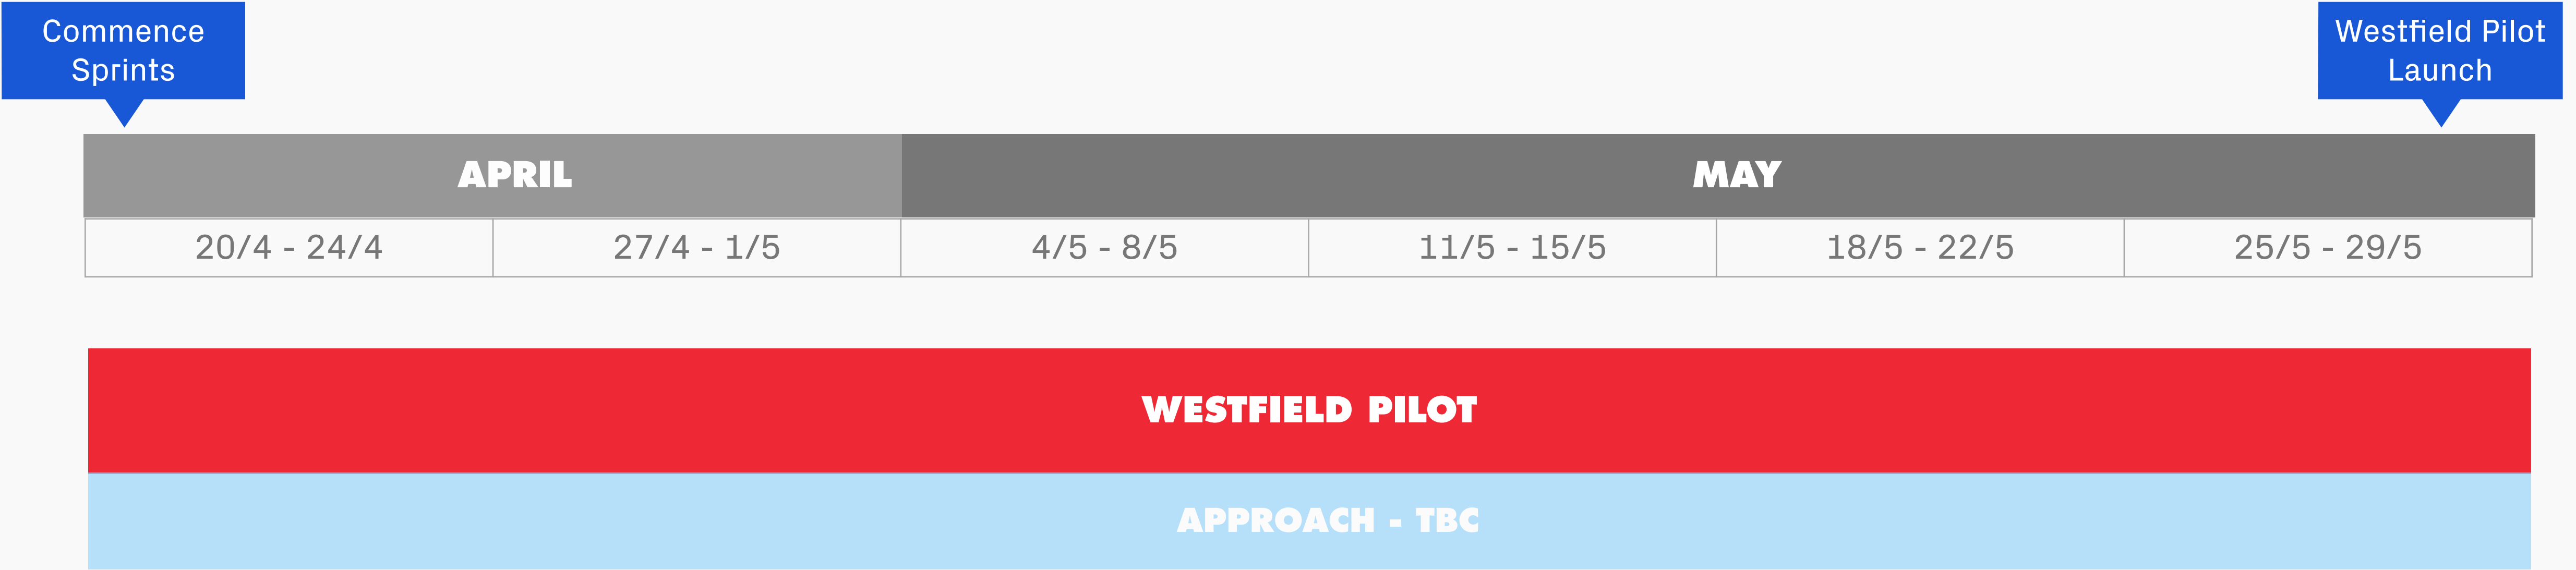 Commence
Sprints
Westfield Pilot
Launch
APRIL
MAY
20/4 - 24/4
27/4 - 1/5
4/5 - 8/5
11/5 - 15/5
18/5 - 22/5
25/5 - 29/5
WESTFIELD PILOT
APPROACH - TBC